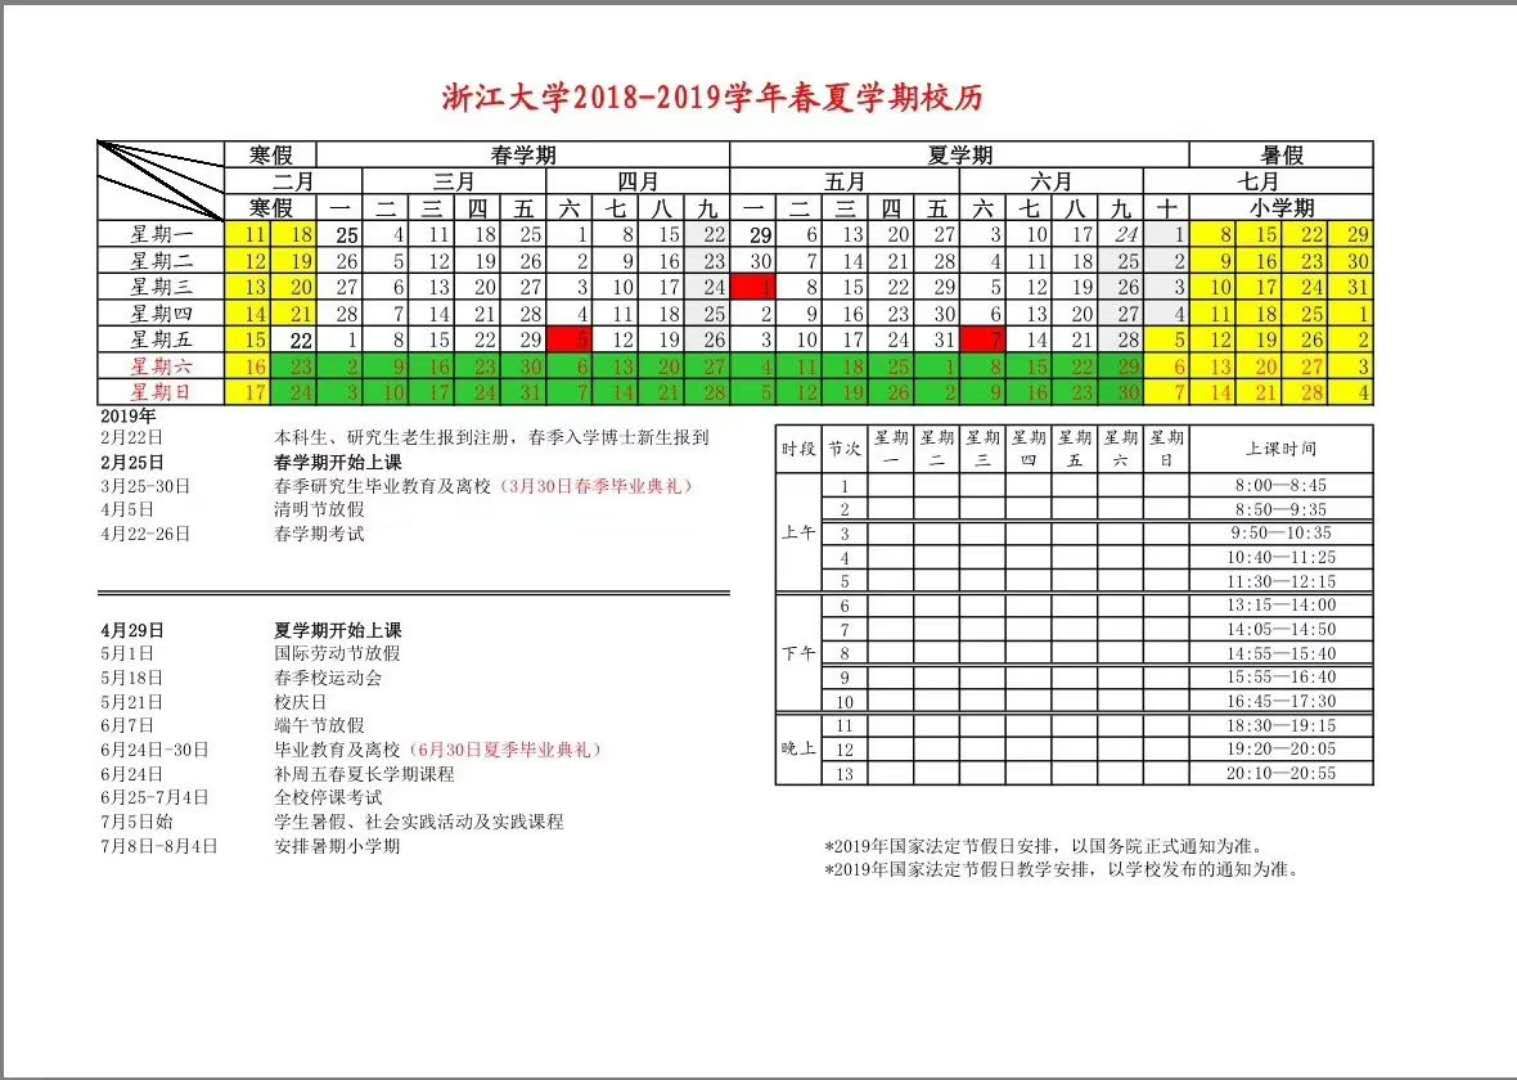 浙江大学2018-2019学年春夏学期校历
寒假 春学期 夏学期 暑假
二月 三月 四月 五月 六月 七月
寒假 一 二 三 四 五 六 七 八 九 一 二 三 四 五 六 七 八 九 十 小学期
星期一 11 18 25 4 11 18 25 1 8 15 22 29 6 13 20 27 3 10 17 24 1 8 15 22 29
星期二 12 19 26 5 12 19 26 2 9 16 23 30 7 14 21 28 4 11 18 25 2 9 16 23 30
星期三 13 20 27 6 13 20 27 3 10 17 24 1 8 15 22 29 5 12 19 26 3 10 17 24 31
星期四 14 21 28 7 14 21 28 4 11 18 25 2 9 16 23 30 6 13 20 27 4 11 18 25 1
星期五 15 22 1 8 15 22 29 5 12 19 26 3 10 17 24 31 7 14 21 28 5 12 19 26 2
星期六 16 23 2 9 16 23 30 6 13 20 27 4 11 18 25 1 8 15 22 29 6 13 20 27 3
星期日 17 24 3 10 17 24 31 7 14 21 28 5 12 19 26 2 9 16 23 30 7 14 21 28 4
2019年
2月22日 本科生、研究生老生报到注册，春季入学博士新生报到
2月25日 春学期开始上课
3月25-30日 春季研究生毕业教育及离校（3月30日春季毕业典礼）
4月5日 清明节放假
4月22-26日 春学期考试
4月29日 夏学期开始上课
5月1日 国际劳动节放假
5月18日 春季校运动会
5月21日 校庆日
6月7日 端午节放假
6月24日-30日 毕业教育及离校（6月30日夏季毕业典礼）
6月24日 补周五春夏长学期课程
6月25-7月4日 全校停课考试
7月5日始 学生暑假、社会实践活动及实践课程
7月8日-8月4日 安排暑期小学期
时段 节次 星期一 星期二 星期三 星期四 星期五 星期六 星期日 上课时间
上午
1 8:00—8:45
2 8:50—9:35
3 9:50—10:35
4 10:40—11:25
5 11:30—12:15
下午
6 13:15—14:00
7 14:05—14:50
8 14:55—15:40
9 15:55—16:40
10 16:45—17:30
晚上
11 18:30—19:15
12 19:20—20:05
13 20:10—20:55
*2019年国家法定节假日安排，以国务院正式通知为准。
*2019年国家法定节假日教学安排，以学校发布的通知为准。